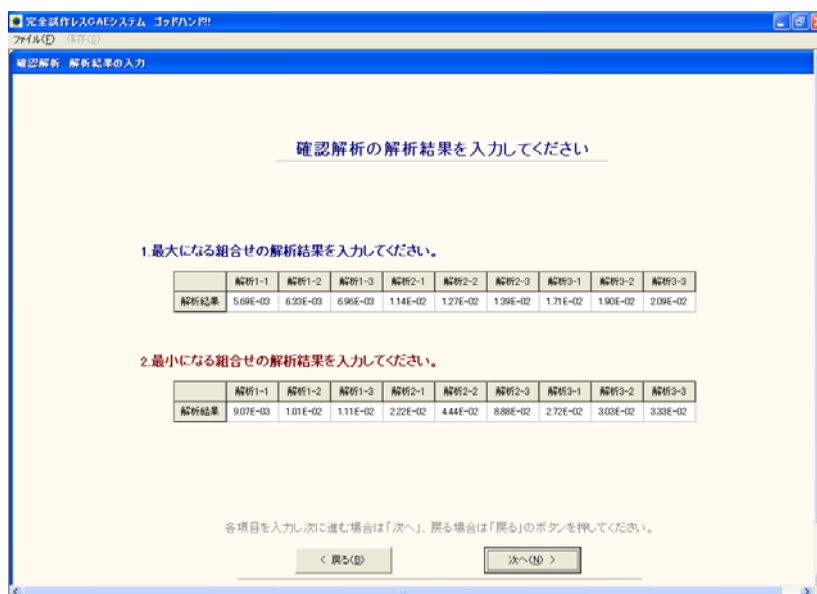 完全試作レスCAEシステム ゴッドハンド!!
ファイル(F) 保存(S)
確認解析 解析結果の入力
確認解析の解析結果を入力してください
1.最大になる組合せの解析結果を入力してください。
解析1-1 解析1-2 解析1-3 解析2-1 解析2-2 解析2-3 解析3-1 解析3-2 解析3-3
解析結果 5.69E-03 6.33E-03 6.96E-03 1.14E-02 1.27E-02 1.39E-02 1.71E-02 1.90E-02 2.09E-02
2.最小になる組合せの解析結果を入力してください。
解析1-1 解析1-2 解析1-3 解析2-1 解析2-2 解析2-3 解析3-1 解析3-2 解析3-3
解析結果 9.07E-03 1.01E-02 1.11E-02 2.22E-02 4.44E-02 8.88E-02 2.72E-02 3.03E-02 3.33E-02
各項目を入力し次に進む場合は「次へ」、戻る場合は「戻る」のボタンを押してください。
< 戻る(B) 次へ(N) >